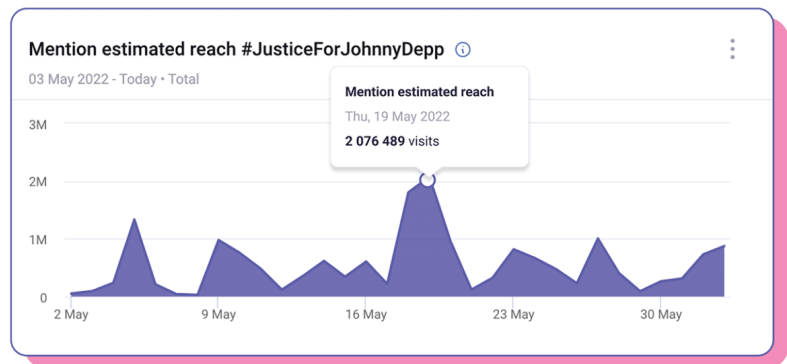 Mention estimated reach #JusticeForJohnnyDepp
03 May 2022 - Today • Total
Mention estimated reach
Thu, 19 May 2022
2 076 489 visits
3M
2M
1M
0
2 May
9 May
16 May
23 May
30 May